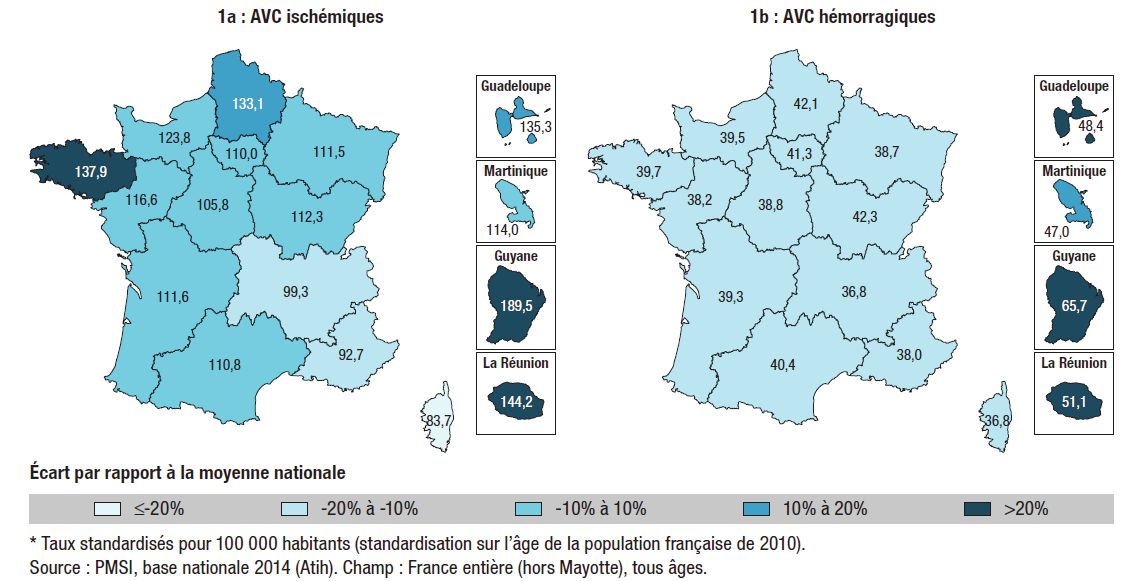 1a : AVC ischémiques
133,1
123,8
110,0
111,5
137,9
116,6
105,8
112,3
111,6
99,3
110,8
92,7
83,7
Guadeloupe
135,3
Martinique
114,0
Guyane
189,5
La Réunion
144,2
1b : AVC hémorragiques
42,1
39,5
41,3
38,7
39,7
38,2
38,8
42,3
39,3
36,8
40,4
38,0
36,8
Guadeloupe
48,4
Martinique
47,0
Guyane
65,7
La Réunion
51,1
Écart par rapport à la moyenne nationale
≤-20% -20% à -10% -10% à 10% 10% à 20% >20%
* Taux standardisés pour 100 000 habitants (standardisation sur l’âge de la population française de 2010).
Source : PMSI, base nationale 2014 (Atih). Champ : France entière (hors Mayotte), tous âges.